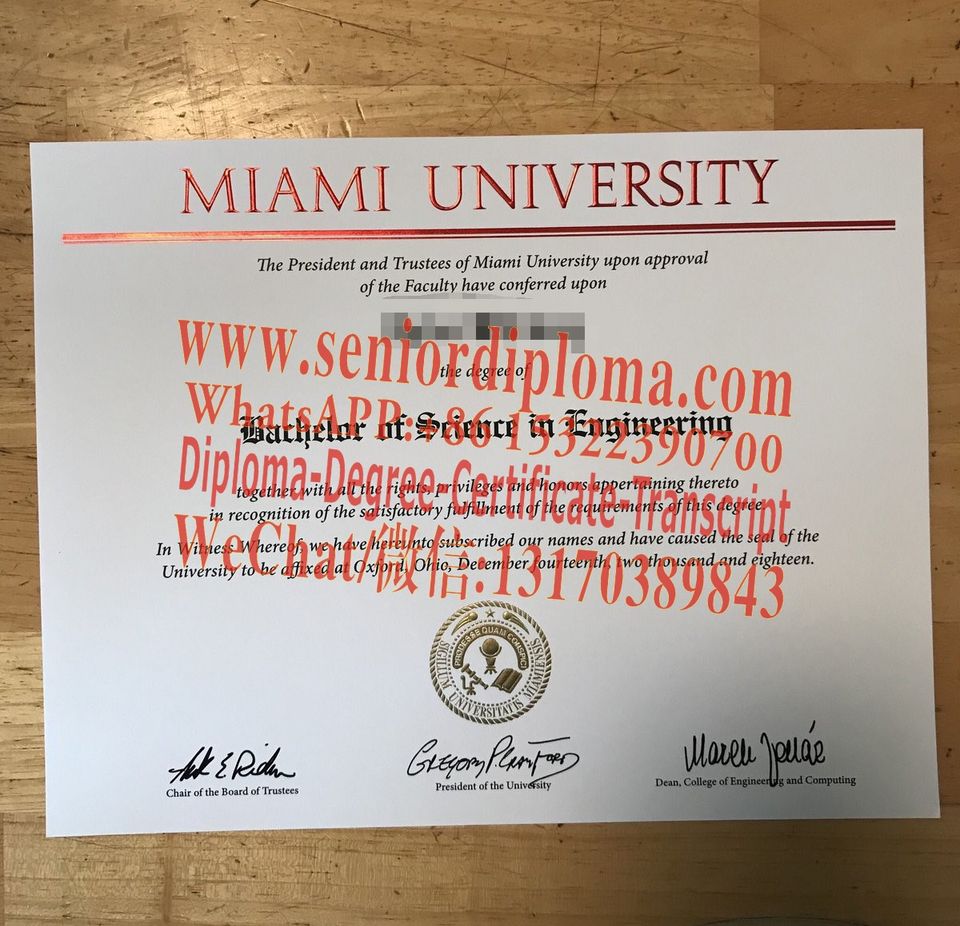 MIAMI UNIVERSITY
The President and Trustees of Miami University upon approval
of the Faculty have conferred upon
www.seniordiploma.com
the degree of
WhatsAPP:+86 15322390700
Bachelor of Science in Engineering
Diploma-Degree-Certificate-Transcript
together with all the rights, privileges and honors appertaining thereto
in recognition of the satisfactory fulfillment of the requirements of this degree.
WeChat/微信:13170389843
In Witness Whereof, we have hereunto subscribed our names and have caused the seal of the
University to be affixed at Oxford, Ohio, December fourteenth, two thousand and eighteen.
PRODESSE QUAM CONSPICI
SIGILLUM UNIVERSITATIS MIAMIENSIS
Chair of the Board of Trustees
President of the University
Dean, College of Engineering and Computing